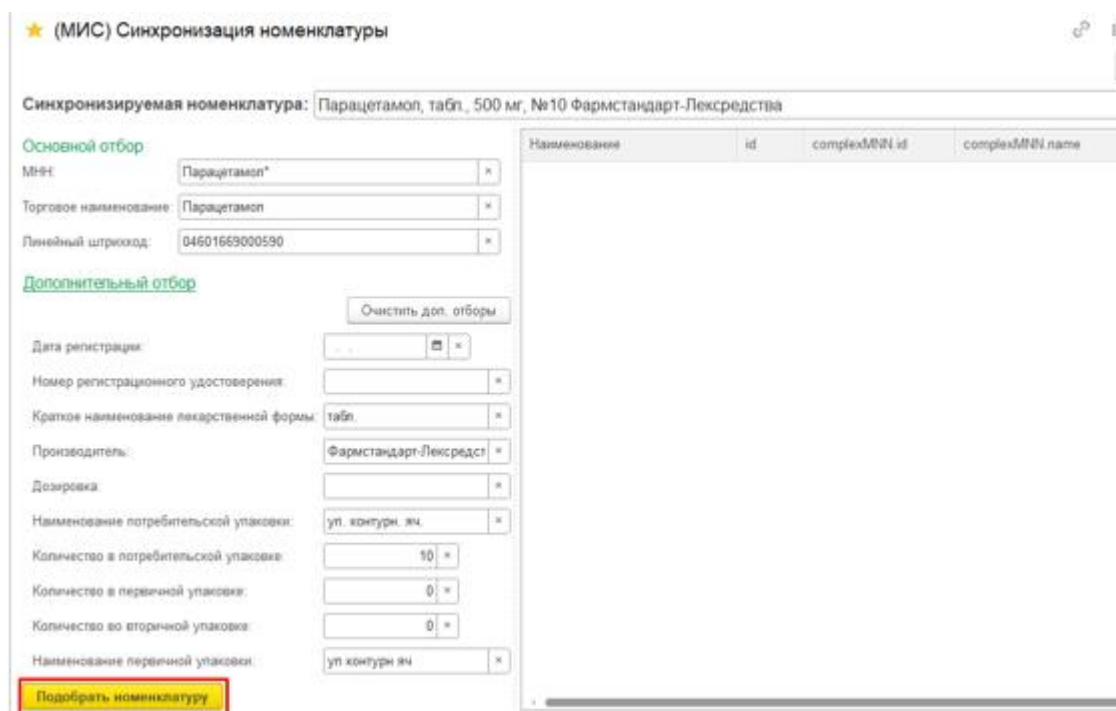 (МИС) Синхронизация номенклатуры
Синхронизируемая номенклатура: Парацетамол, табл., 500 мг, №10 Фармстандарт-Лексредства
Основной отбор
МНН: Парацетамол*
Торговое наименование: Парацетамол
Линейный штрихкод: 04601669000590
Дополнительный отбор
Очистить доп. отборы
Дата регистрации:
Номер регистрационного удостоверения:
Краткое наименование лекарственной формы: табл.
Производитель: Фармстандарт-Лексредст
Дозировка:
Наименование потребительской упаковки: уп. контурн. яч.
Количество в потребительской упаковке: 10
Количество в первичной упаковке: 0
Количество во вторичной упаковке: 0
Наименование первичной упаковки: уп контурн яч
Подобрать номенклатуру
Наименование id complexMNN.id complexMNN.name